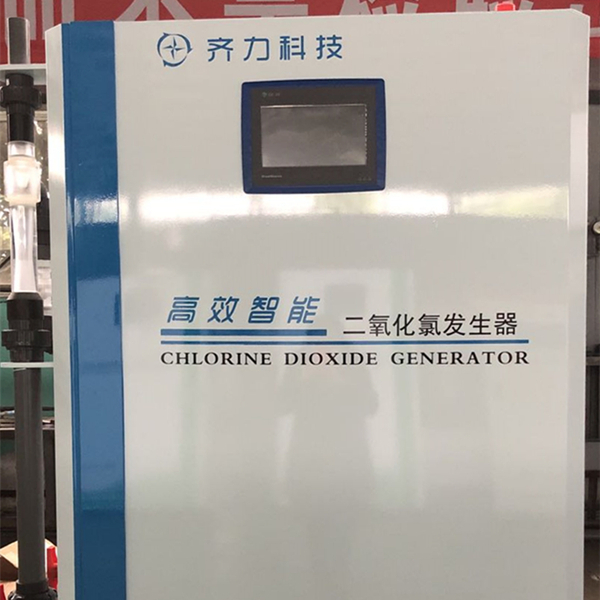 齐力科技
高效智能 二氧化氯发生器
CHLORINE DIOXIDE GENERATOR